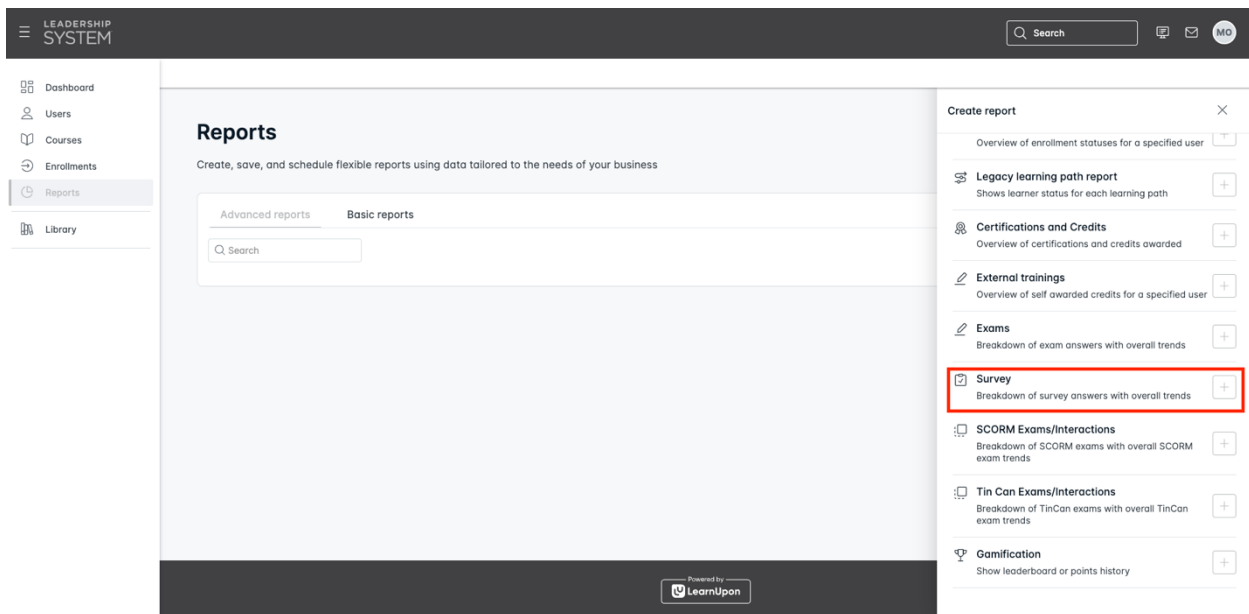 LEADERSHIP
SYSTEM
Search
MO
Dashboard
Users
Courses
Enrollments
Reports
Library
Reports
Create, save, and schedule flexible reports using data tailored to the needs of your business
Advanced reports
Basic reports
Search
Create report
Overview of enrollment statuses for a specified user
Legacy learning path report
Shows learner status for each learning path
Certifications and Credits
Overview of certifications and credits awarded
External trainings
Overview of self awarded credits for a specified user
Exams
Breakdown of exam answers with overall trends
Survey
Breakdown of survey answers with overall trends
SCORM Exams/Interactions
Breakdown of SCORM exams with overall SCORM
exam trends
Tin Can Exams/Interactions
Breakdown of TinCan exams with overall TinCan
exam trends
Gamification
Show leaderboard or points history
Powered by
LearnUpon